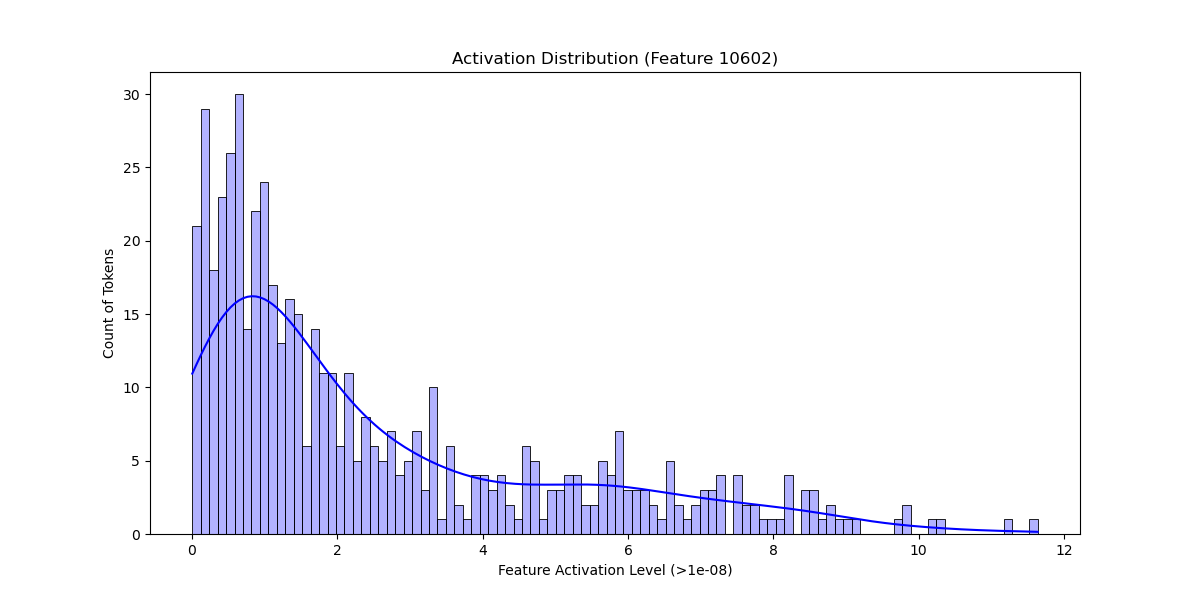 Activation Distribution (Feature 10602)
30
25
20
15
10
5
0
Count of Tokens
0 2 4 6 8 10 12
Feature Activation Level (>1e-08)